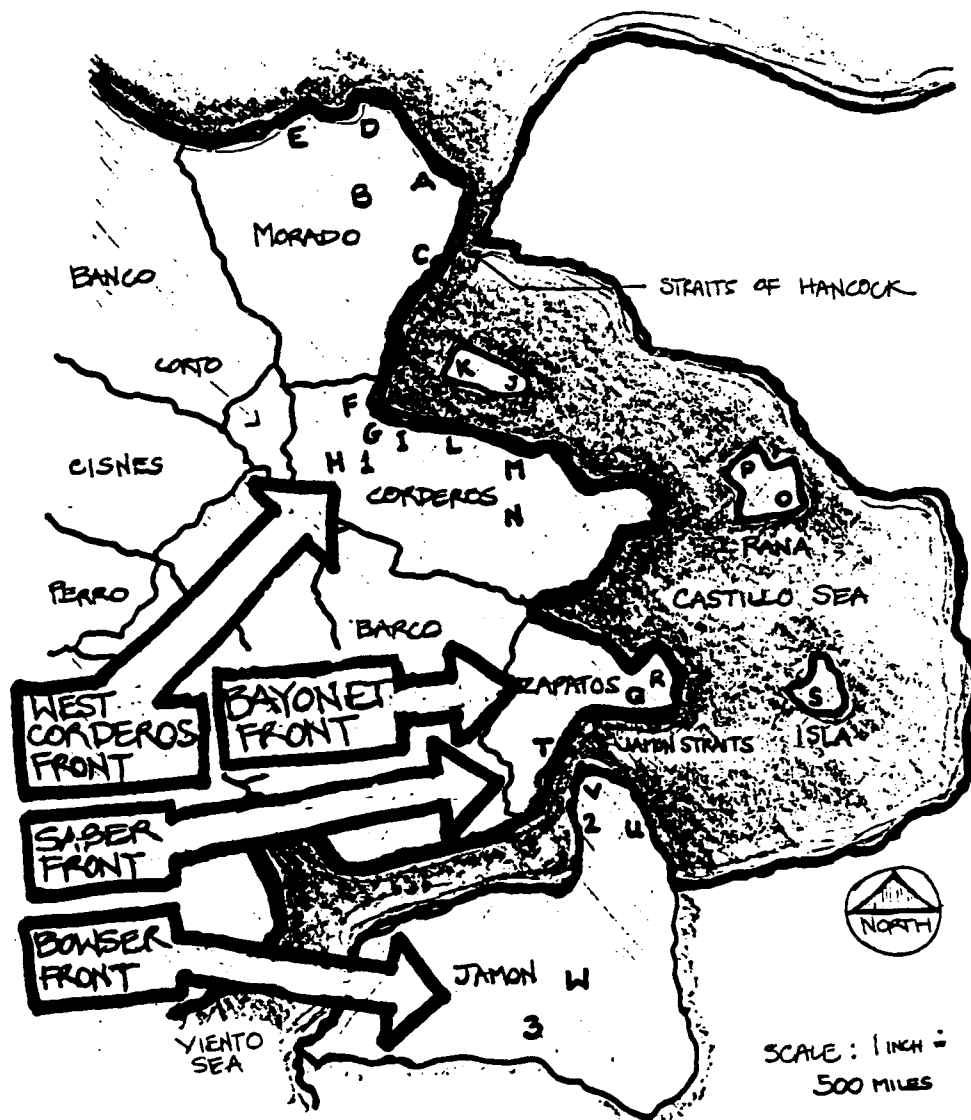 E
D
B
A
MORADO
C
BANCO
STRAITS OF HANCOCK
CORTO
K
J
F
G
I
L
H
1
M
CISNES
CORDEROS
N
P
O
RANA
PERRO
CASTILLO SEA
BARCO
ZAPATOS
Q
R
S
ISLA
WEST
CORDEROS
FRONT
BAYONET
FRONT
T
JAMON STRAITS
SABER
FRONT
V
2
U
BOWSER
FRONT
JAMON
W
3
NORTH
VIENTO
SEA
SCALE: 1 INCH =
500 MILES